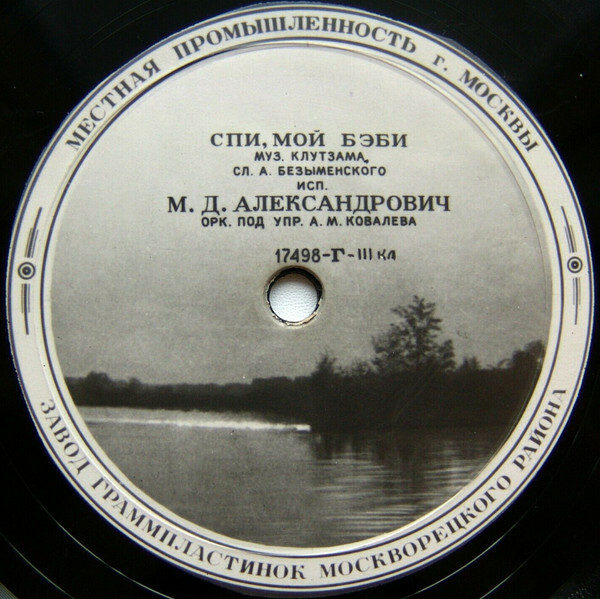 МЕСТНАЯ ПРОМЫШЛЕННОСТЬ г. МОСКВЫ
СПИ, МОЙ БЭБИ
МУЗ. КЛУТЗАМА,
СЛ. А. БЕЗЫМЕНСКОГО
ИСП.
М. Д. АЛЕКСАНДРОВИЧ
ОРК. ПОД УПР. А. М. КОВАЛЕВА
17498-Г-III кл
ЗАВОД ГРАММПЛАСТИНОК МОСКВОРЕЦКОГО РАЙОНА